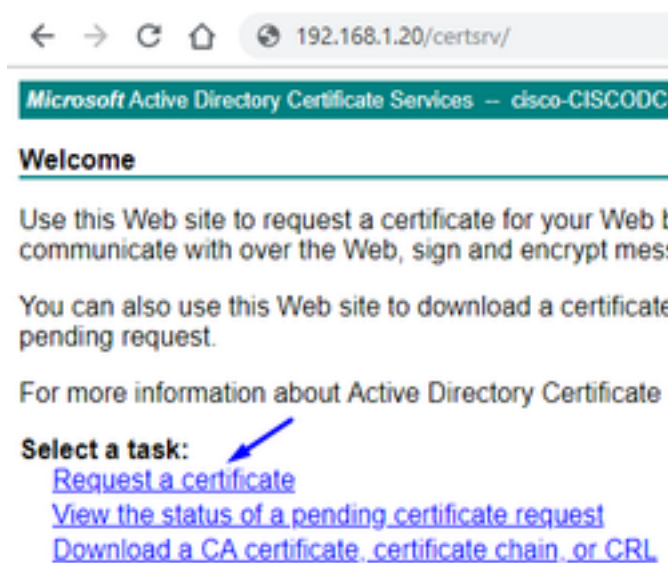 192.168.1.20/certsrv/
Microsoft Active Directory Certificate Services -- cisco-CISCODC
Welcome
Use this Web site to request a certificate for your Web
communicate with over the Web, sign and encrypt mes
You can also use this Web site to download a certificate
pending request.
For more information about Active Directory Certificate
Select a task:
Request a certificate
View the status of a pending certificate request
Download a CA certificate, certificate chain, or CRL